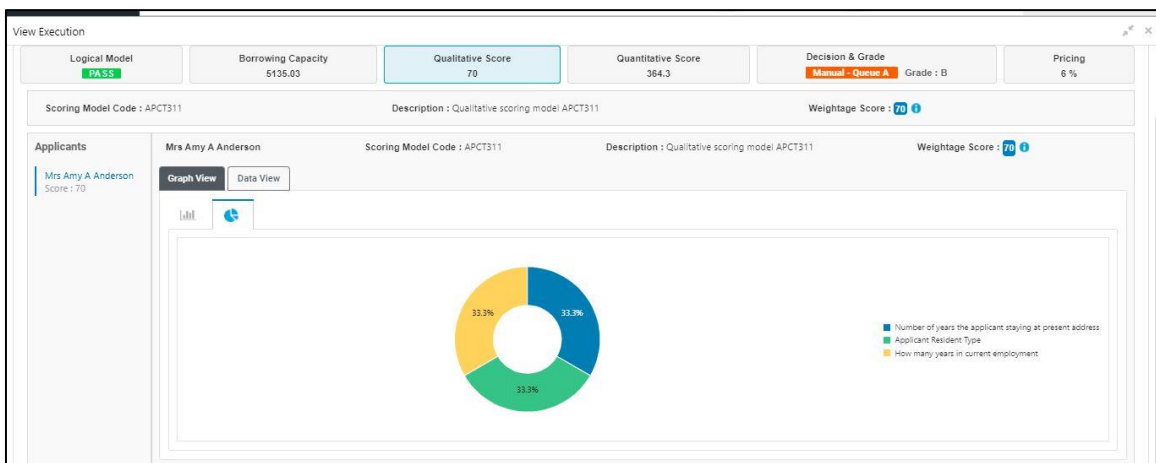 View Execution
Logical Model
PASS
Borrowing Capacity
5135.03
Qualitative Score
70
Quantitative Score
364.3
Decision & Grade
Manual - Queue A Grade : B
Pricing
6 %
Scoring Model Code : APCT311 Description : Qualitative scoring model APCT311 Weightage Score : 70
Applicants
Mrs Amy A Anderson
Score : 70
Mrs Amy A Anderson Scoring Model Code : APCT311 Description : Qualitative scoring model APCT311 Weightage Score : 70
Graph View Data View
33.3% 33.3%
33.3%
Number of years the applicant staying at present address
Applicant Resident Type
How many years in current employment